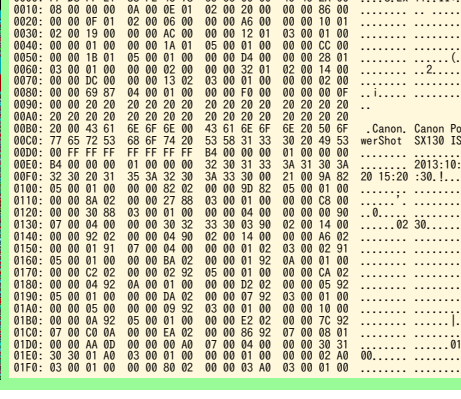 0010: 08 00 00 00 0A 00 0E 01 02 00 20 00 00 00 86 00
0020: 00 00 0F 01 02 00 06 00 00 00 A6 00 00 00 10 01
0030: 02 00 19 00 00 00 AC 00 00 00 12 01 03 00 01 00
0040: 00 00 01 00 00 00 1A 01 05 00 01 00 00 00 CC 00
0050: 00 00 1B 01 05 00 01 00 00 00 D4 00 00 00 28 01
0060: 03 00 01 00 00 00 02 00 00 00 32 01 02 00 14 00
0070: 00 00 DC 00 00 00 13 02 03 00 01 00 00 00 02 00
0080: 00 00 69 87 04 00 01 00 00 00 F0 00 00 00 00 0F
0090: 00 00 20 20 20 20 20 20 20 20 20 20 20 20 20 20
00A0: 20 20 20 20 20 20 20 20 20 20 20 20 20 20 20 20
00B0: 20 00 43 61 6E 6F 6E 00 43 61 6E 6F 6E 20 50 6F .Canon. Canon Po
00C0: 77 65 72 53 68 6F 74 20 53 58 31 33 30 20 49 53 werShot SX130 IS
00D0: 00 FF FF FF FF FF FF FF B4 00 00 00 01 00 00 00
00E0: B4 00 00 00 01 00 00 00 32 30 31 33 3A 31 30 3A ........ 2013:10:
00F0: 32 30 20 31 35 3A 32 30 3A 33 30 00 21 00 9A 82 20 15:20 :30.!...
0100: 05 00 01 00 00 00 82 02 00 00 9D 82 05 00 01 00
0110: 00 00 8A 02 00 00 27 88 03 00 01 00 00 00 C8 00
0120: 00 00 30 88 03 00 01 00 00 00 04 00 00 00 00 90
0130: 07 00 04 00 00 00 30 32 33 30 03 90 02 00 14 00
0140: 00 00 92 02 00 00 04 90 02 00 14 00 00 00 A6 02
0150: 00 00 01 91 07 00 04 00 00 00 01 02 03 00 02 91
0160: 05 00 01 00 00 00 BA 02 00 00 01 92 0A 00 01 00
0170: 00 00 C2 02 00 00 02 92 05 00 01 00 00 00 CA 02
0180: 00 00 04 92 0A 00 01 00 00 00 D2 02 00 00 05 92
0190: 05 00 01 00 00 00 DA 02 00 00 07 92 03 00 01 00
01A0: 00 00 05 00 00 00 09 92 03 00 01 00 00 00 10 00
01B0: 00 00 0A 92 05 00 01 00 00 00 E2 02 00 00 7C 92
01C0: 07 00 C0 0A 00 00 EA 02 00 00 86 92 07 00 08 01
01D0: 00 00 AA 0D 00 00 00 A0 07 00 04 00 00 00 30 31
01E0: 30 30 01 A0 03 00 01 00 00 00 01 00 00 00 02 A0
01F0: 03 00 01 00 00 00 80 02 00 00 03 A0 03 00 01 00